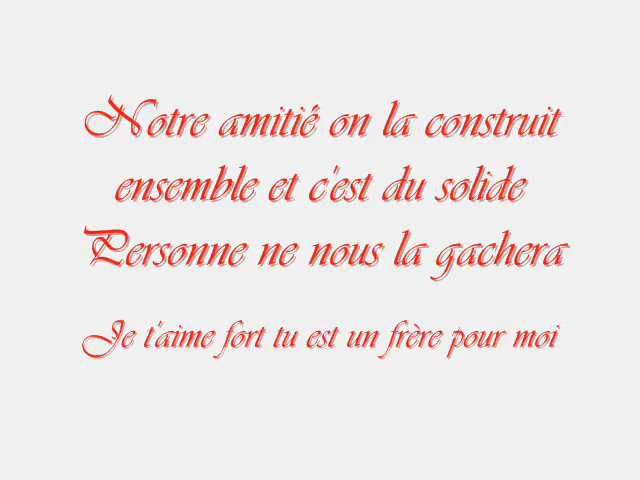 Notre amitié on la construit
ensemble et c'est du solide
Personne ne nous la gachera
Je t'aime fort tu est un frère pour moi